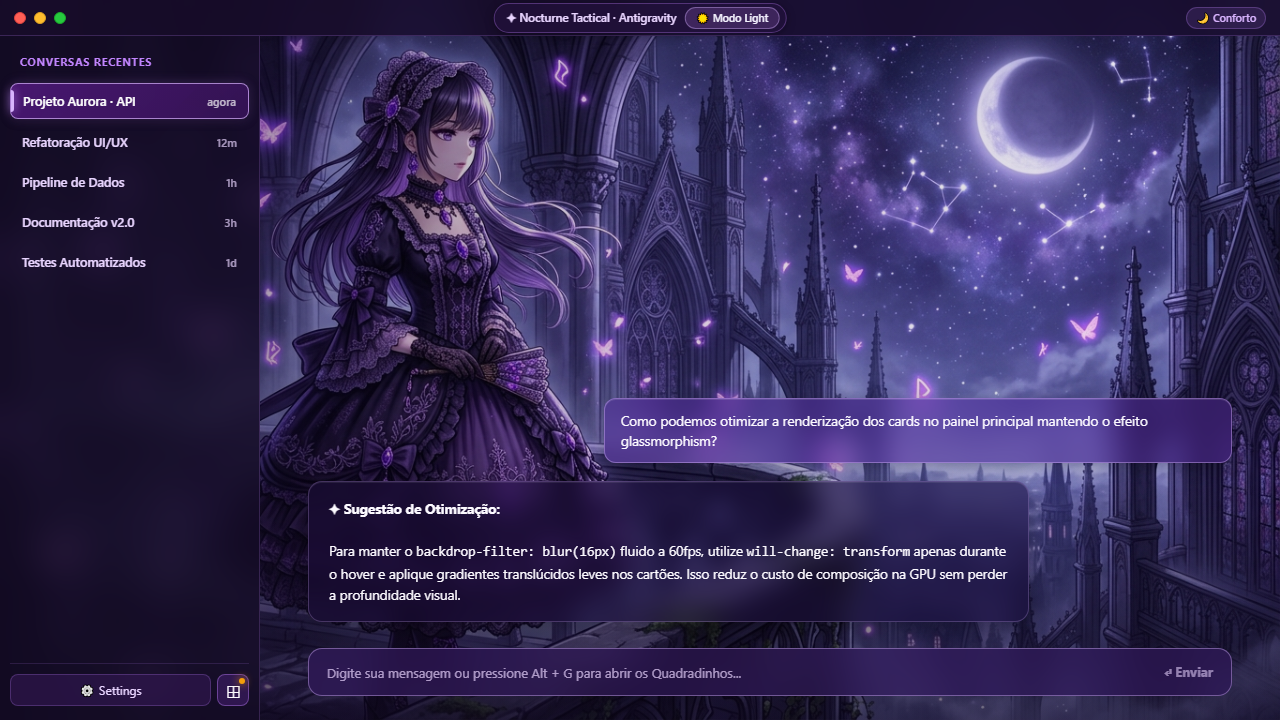 ✦ Nocturne Tactical · Antigravity
Modo Light
Conforto
CONVERSAS RECENTES
Projeto Aurora · API agora
Refatoração UI/UX 12m
Pipeline de Dados 1h
Documentação v2.0 3h
Testes Automatizados 1d
Como podemos otimizar a renderização dos cards no painel principal mantendo o efeito
glassmorphism?
✦ Sugestão de Otimização:
Para manter o backdrop-filter: blur(16px) fluido a 60fps, utilize will-change: transform apenas durante
o hover e aplique gradientes translúcidos leves nos cartões. Isso reduz o custo de composição na GPU sem perder
a profundidade visual.
Digite sua mensagem ou pressione Alt + G para abrir os Quadradinhos...
↵ Enviar
Settings